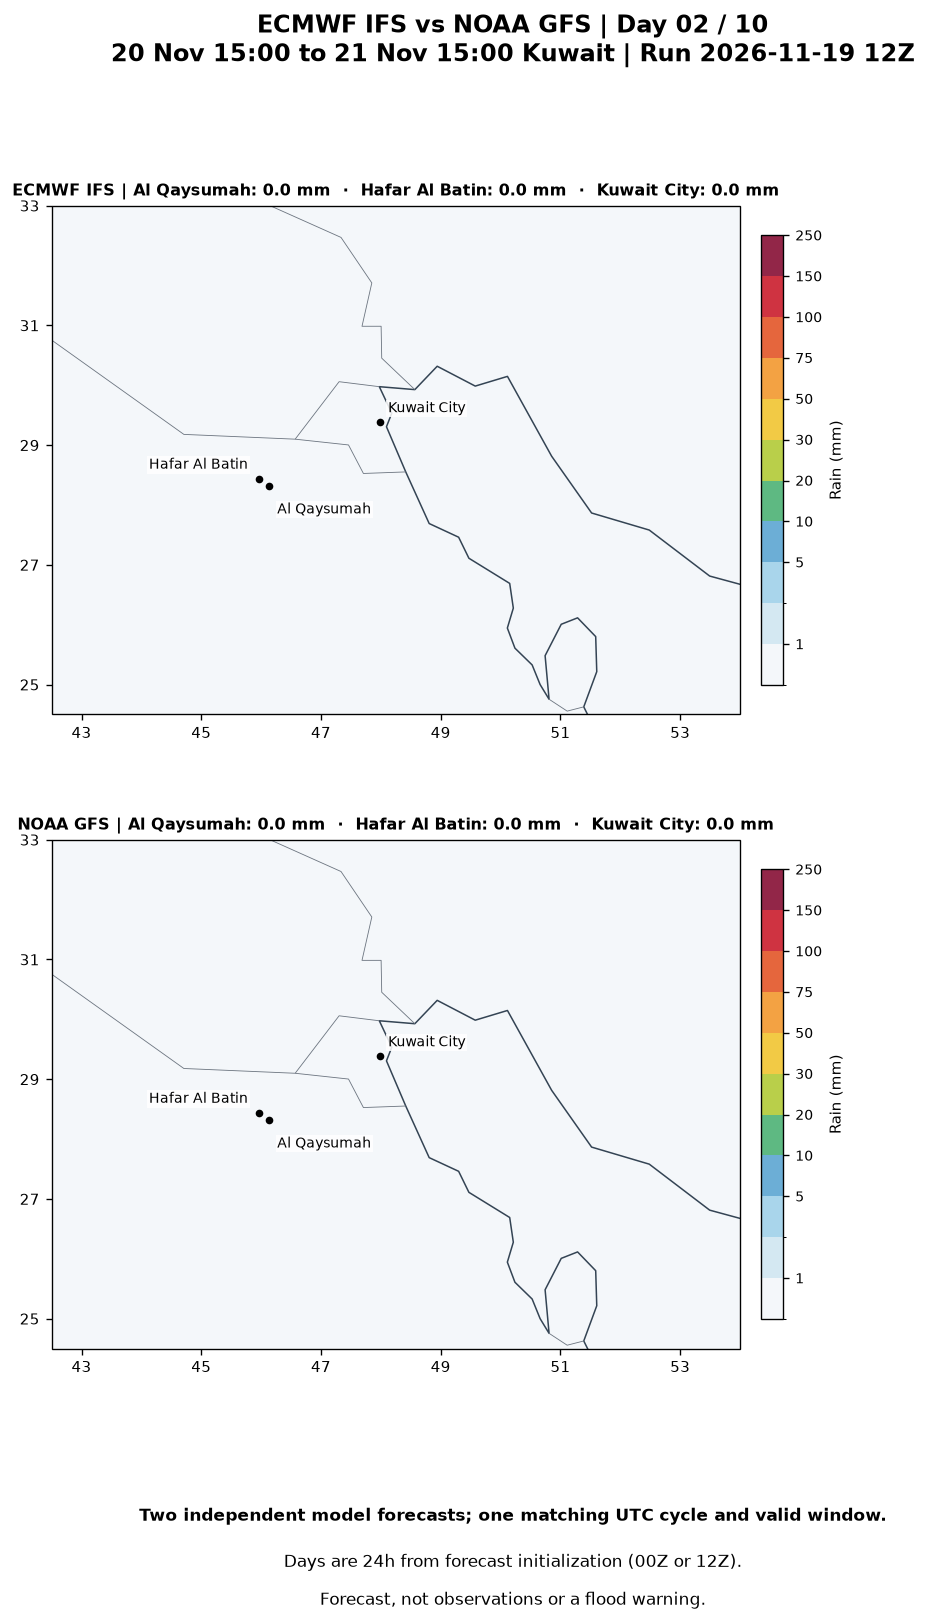 ECMWF IFS vs NOAA GFS | Day 02 / 10
20 Nov 15:00 to 21 Nov 15:00 Kuwait | Run 2026-11-19 12Z
ECMWF IFS | Al Qaysumah: 0.0 mm · Hafar Al Batin: 0.0 mm · Kuwait City: 0.0 mm
33
31
29
27
25
43 45 47 49 51 53
Kuwait City
Hafar Al Batin
Al Qaysumah
250
150
100
75
50
30
20
10
5
1
Rain (mm)
NOAA GFS | Al Qaysumah: 0.0 mm · Hafar Al Batin: 0.0 mm · Kuwait City: 0.0 mm
33
31
29
27
25
43 45 47 49 51 53
Kuwait City
Hafar Al Batin
Al Qaysumah
250
150
100
75
50
30
20
10
5
1
Rain (mm)
Two independent model forecasts; one matching UTC cycle and valid window.
Days are 24h from forecast initialization (00Z or 12Z).
Forecast, not observations or a flood warning.